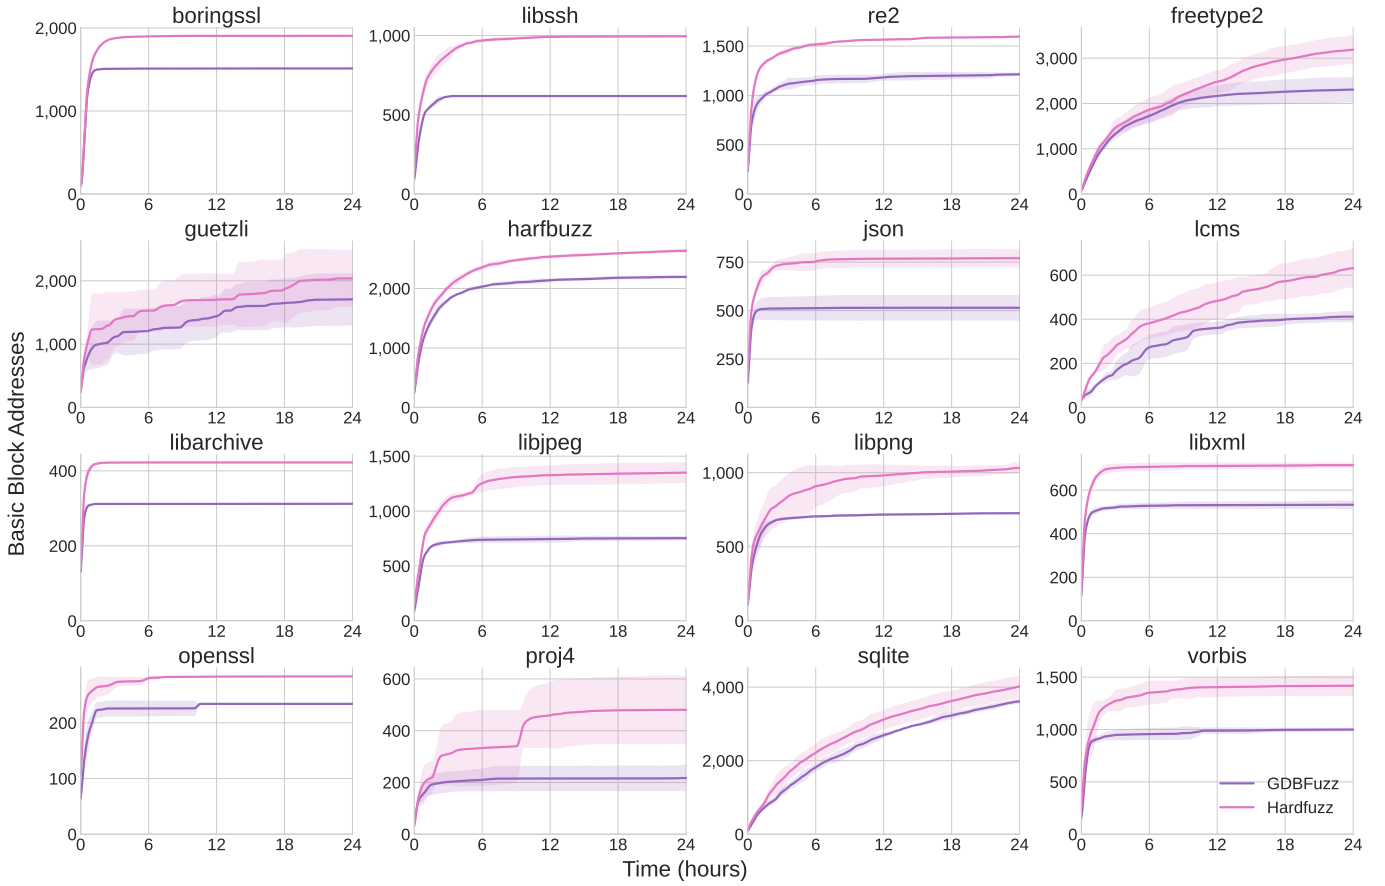 boringssl libssh re2 freetype2
2,000
1,000
0
0 6 12 18 24
1,000
500
0
0 6 12 18 24
1,500
1,000
500
0
0 6 12 18 24
3,000
2,000
1,000
0
0 6 12 18 24
guetzli harfbuzz json lcms
2,000
1,000
0
0 6 12 18 24
2,000
1,000
0
0 6 12 18 24
750
500
250
0
0 6 12 18 24
600
400
200
0
0 6 12 18 24
libarchive libjpeg libpng libxml
400
200
0
0 6 12 18 24
1,500
1,000
500
0
0 6 12 18 24
1,000
500
0
0 6 12 18 24
600
400
200
0
0 6 12 18 24
openssl proj4 sqlite vorbis
200
100
0
0 6 12 18 24
600
400
200
0
0 6 12 18 24
4,000
2,000
0
0 6 12 18 24
1,500
1,000
500
0
0 6 12 18 24
GDBFuzz
Hardfuzz
Basic Block Addresses
Time (hours)